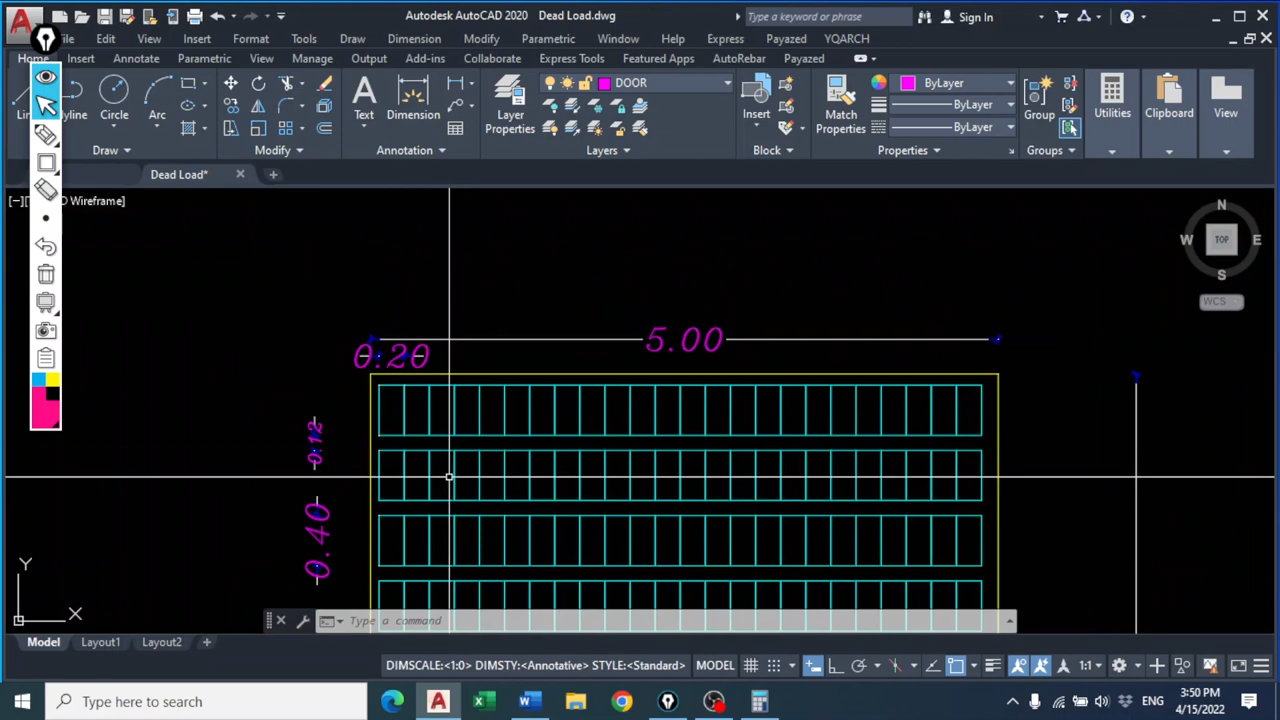 Autodesk AutoCAD 2020 Dead Load.dwg
Type a keyword or phrase
Sign In
Edit View Insert Format Tools Draw Dimension Modify Parametric Window Help Express Payazed YQARCH
Home Insert Annotate Parametric View Manage Output Add-ins Collaborate Express Tools Featured Apps AutoRebar Payazed
Circle Arc
Text Dimension
Layer Properties
DOOR
Insert
Match Properties
ByLayer
ByLayer
ByLayer
Group
Utilities
Clipboard
View
Draw Modify Annotation Layers Block Properties Groups
Dead Load*
Wireframe]
N
W TOP E
S
WCS
5.00
0.20
0.12
0.40
Y
X
Type a command
Model Layout1 Layout2
DIMSCALE:<1:0> DIMSTY:<Annotative> STYLE:<Standard> MODEL 1:1
Type here to search
ENG
3:50 PM
4/15/2022